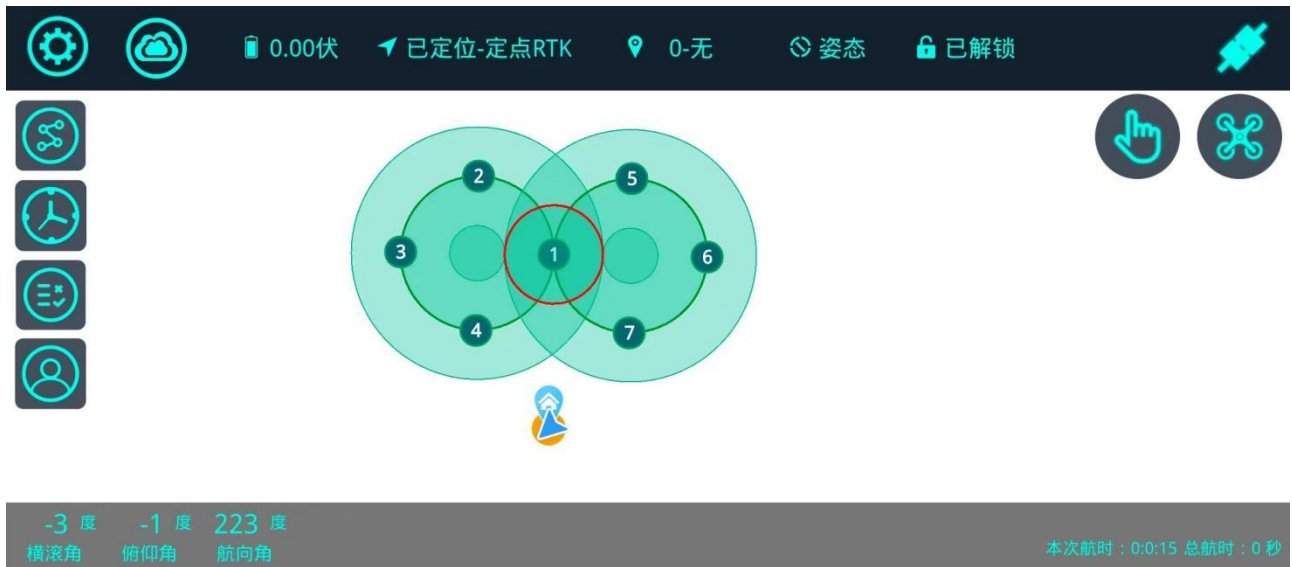 0.00伏 已定位-定点RTK 0-无 姿态 已解锁
2 5
3 1 6
4 7
-3 度 -1 度 223 度
横滚角 俯仰角 航向角
本次航时：0:0:15 总航时：0 秒